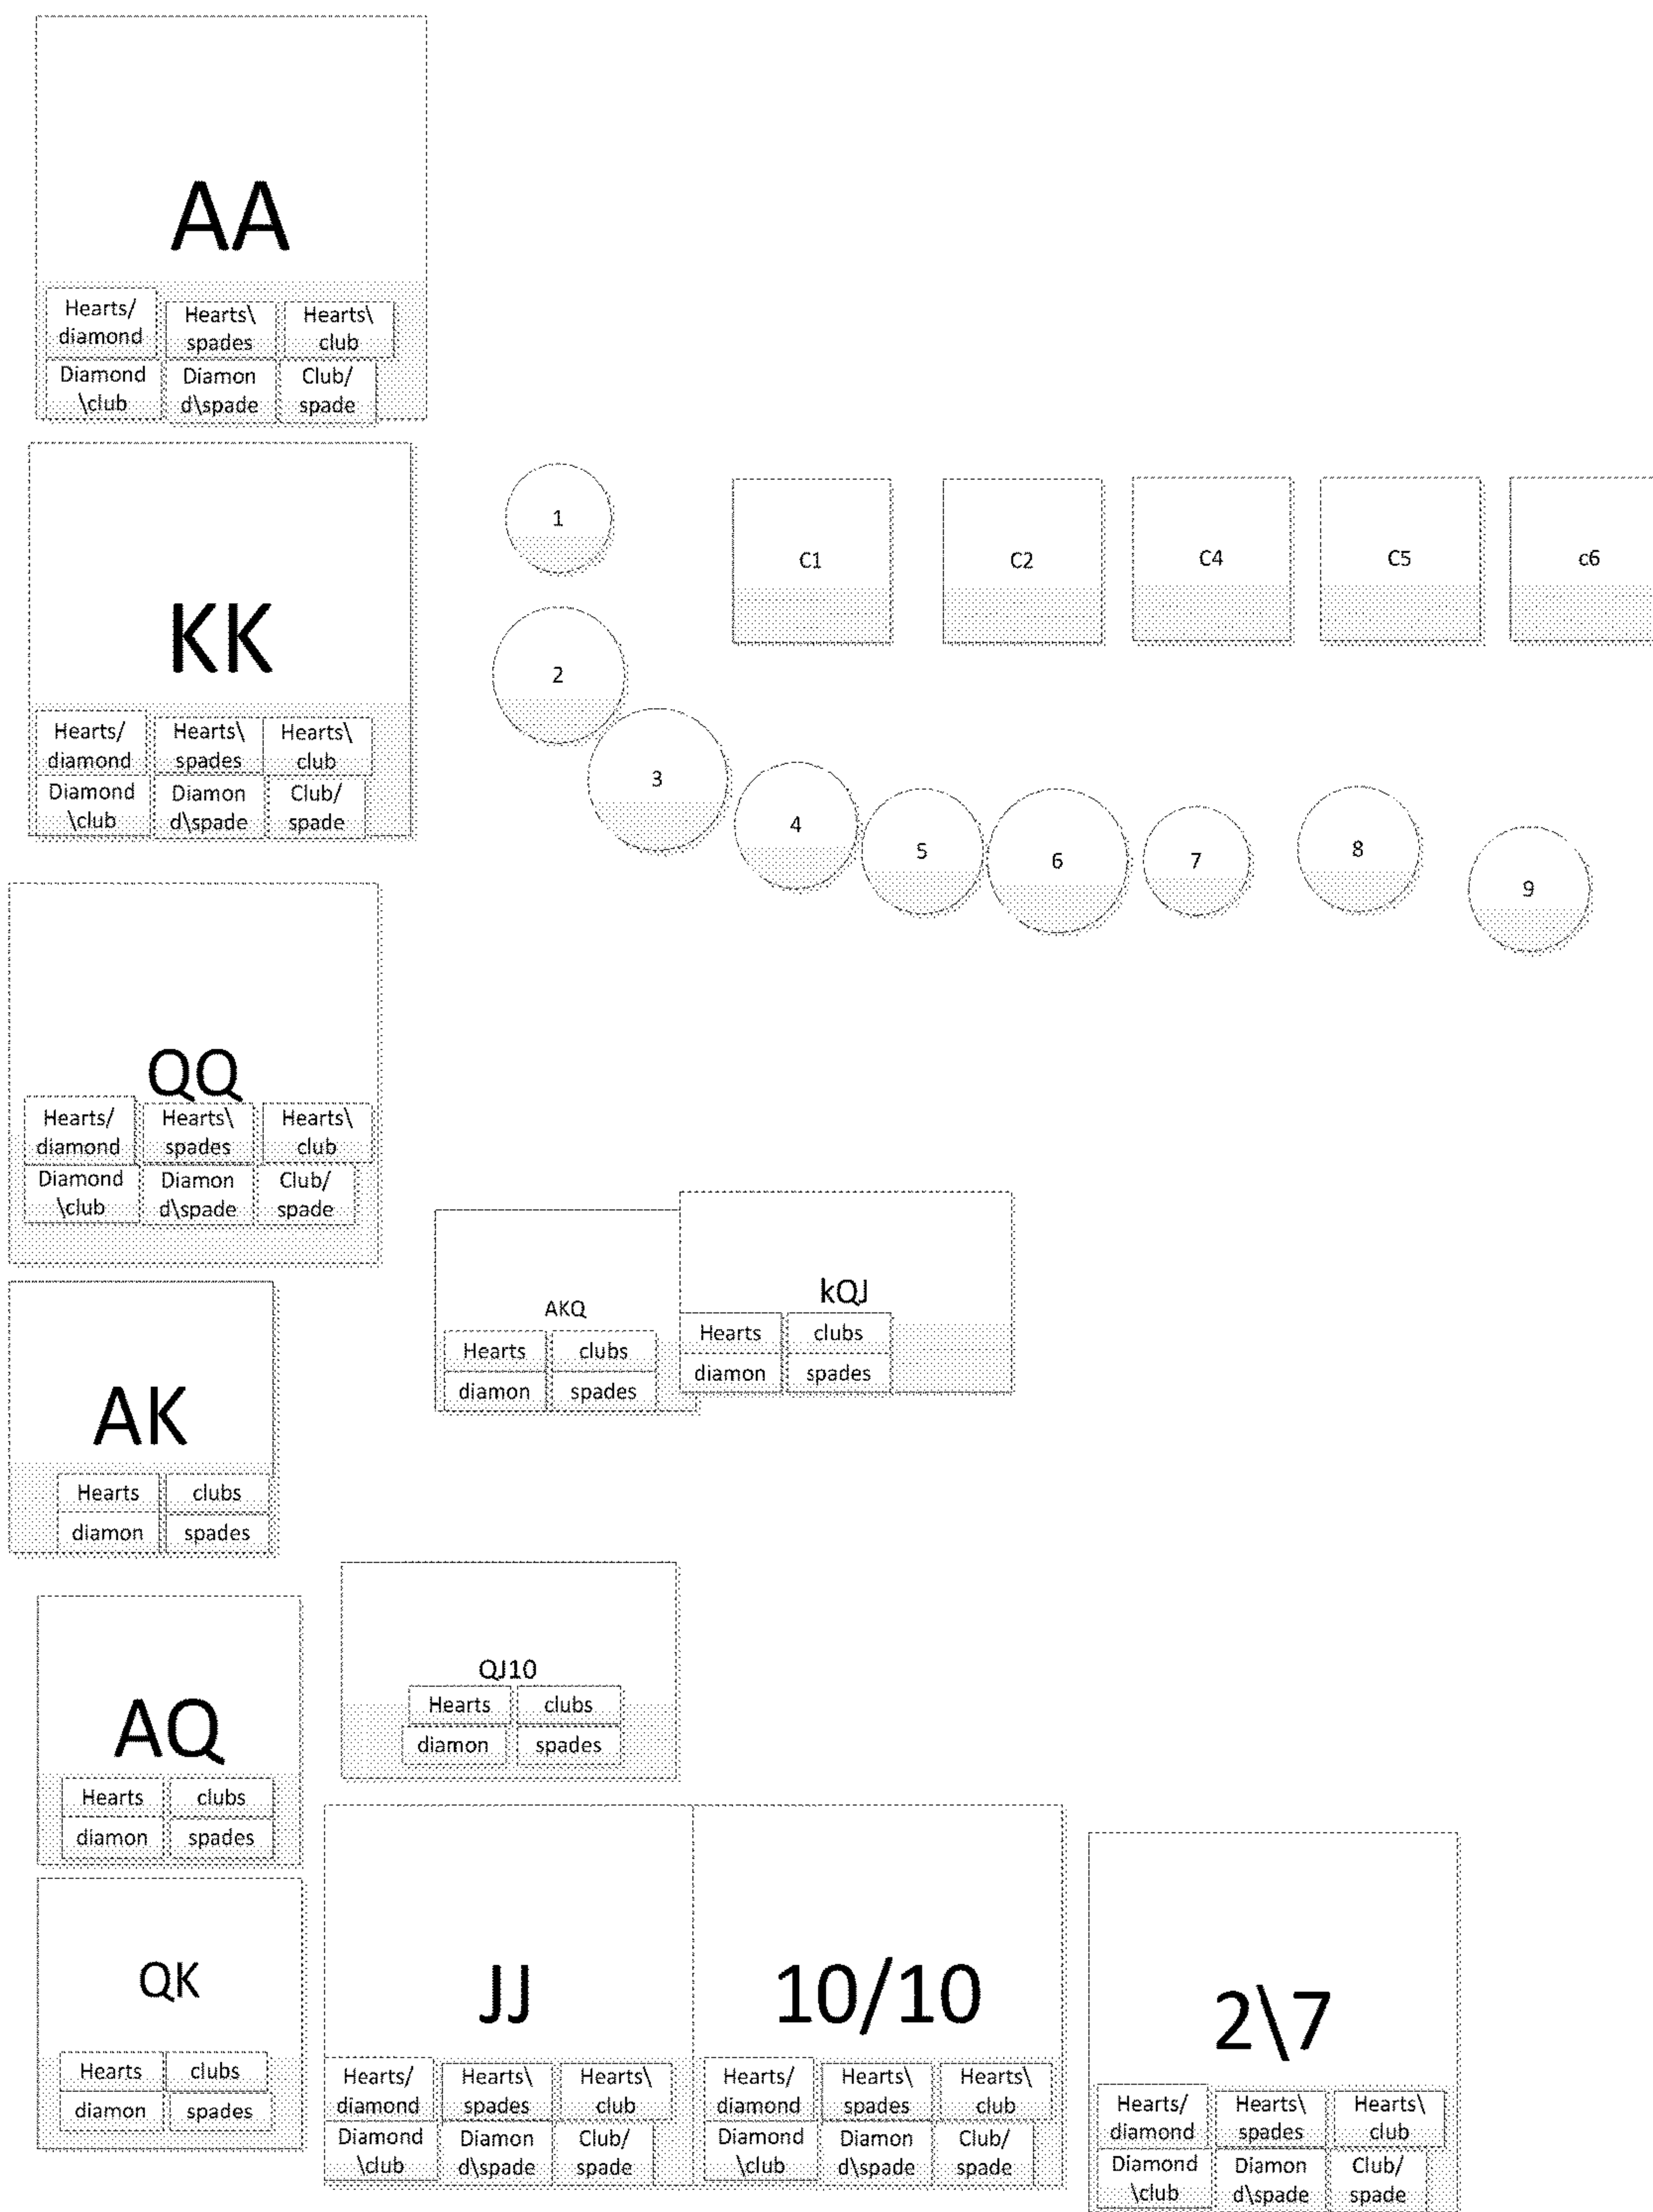 AA
Hearts/
diamond
Hearts\
spades
Hearts\
club
Diamond
\club
Diamon
d\spade
Club/
spade
KK
Hearts/
diamond
Hearts\
spades
Hearts\
club
Diamond
\club
Diamon
d\spade
Club/
spade
1
2
3
4
5
6
7
8
9
C1
C2
C4
C5
c6
QQ
Hearts/
diamond
Hearts\
spades
Hearts\
club
Diamond
\club
Diamon
d\spade
Club/
spade
AKQ
Hearts
clubs
diamon
spades
kQJ
Hearts
clubs
diamon
spades
AK
Hearts
clubs
diamon
spades
QJ10
Hearts
clubs
diamon
spades
AQ
Hearts
clubs
diamon
spades
QK
Hearts
clubs
diamon
spades
JJ
Hearts/
diamond
Hearts\
spades
Hearts\
club
Diamond
\club
Diamon
d\spade
Club/
spade
10/10
Hearts/
diamond
Hearts\
spades
Hearts\
club
Diamond
\club
Diamon
d\spade
Club/
spade
2\7
Hearts/
diamond
Hearts\
spades
Hearts\
club
Diamond
\club
Diamon
d\spade
Club/
spade